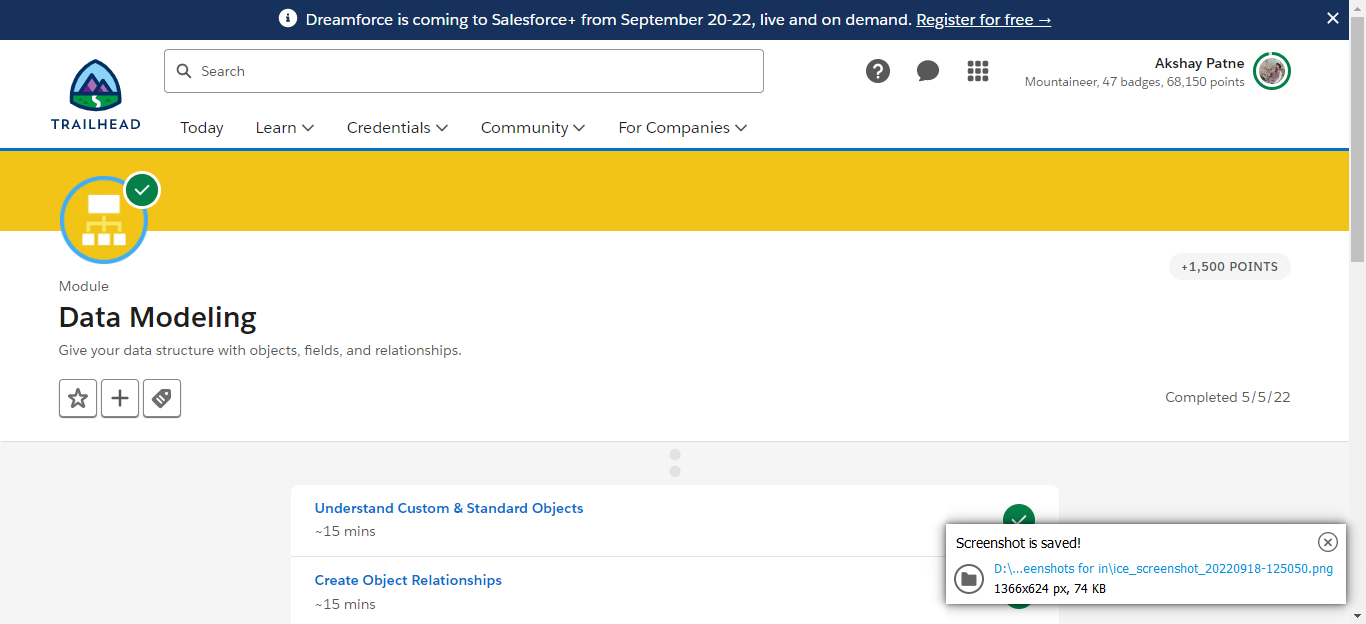 Dreamforce is coming to Salesforce+ from September 20-22, live and on demand. Register for free →
TRAILHEAD
Search
Akshay Patne
Mountaineer, 47 badges, 68,150 points
Today Learn Credentials Community For Companies
+1,500 POINTS
Module
Data Modeling
Give your data structure with objects, fields, and relationships.
Completed 5/5/22
Understand Custom & Standard Objects
~15 mins
Create Object Relationships
~15 mins
Screenshot is saved!
D:\...eenshots for in\ice_screenshot_20220918-125050.png
1366x624 px, 74 KB